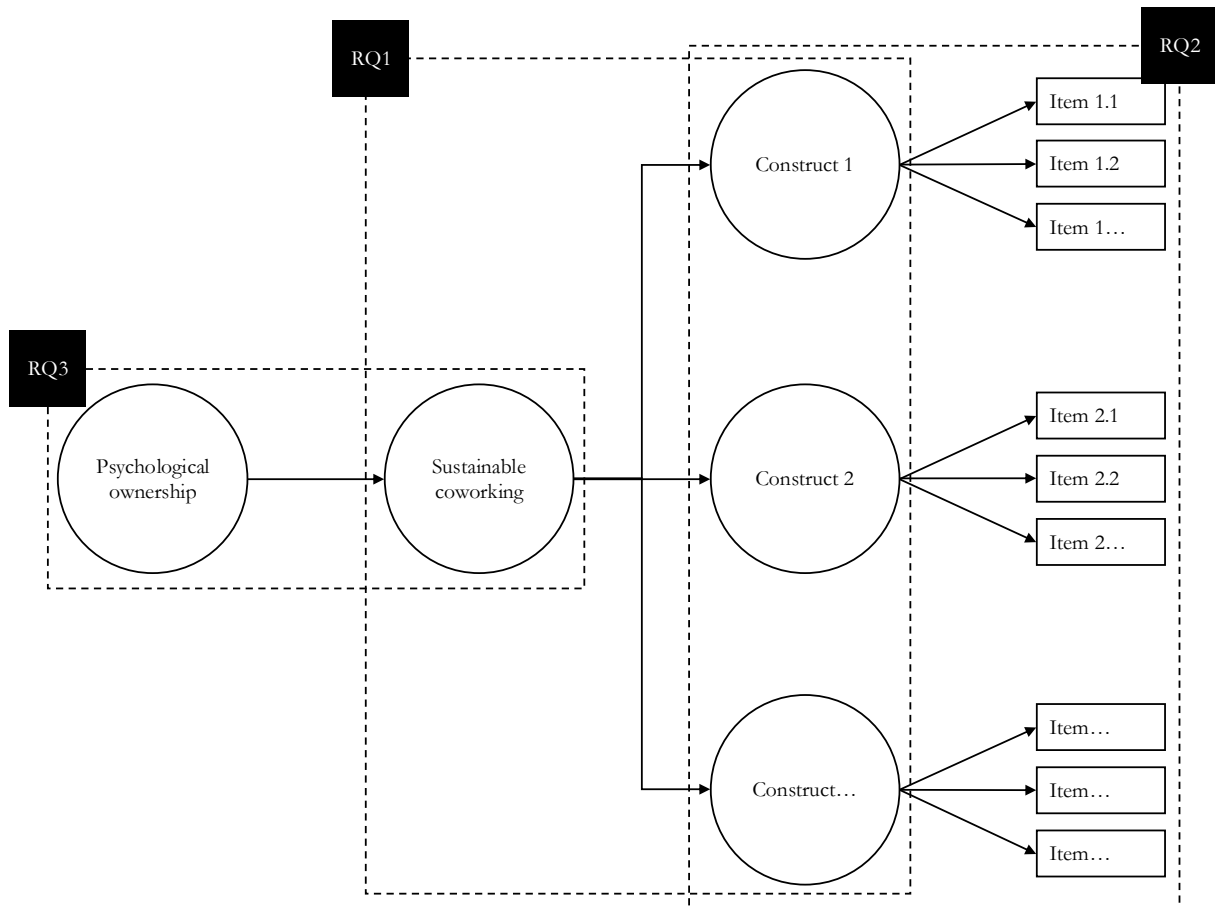 RQ1
RQ2
Construct 1
Item 1.1
Item 1.2
Item 1…
RQ3
Psychological
ownership
Sustainable
coworking
Construct 2
Item 2.1
Item 2.2
Item 2…
Construct…
Item…
Item…
Item…